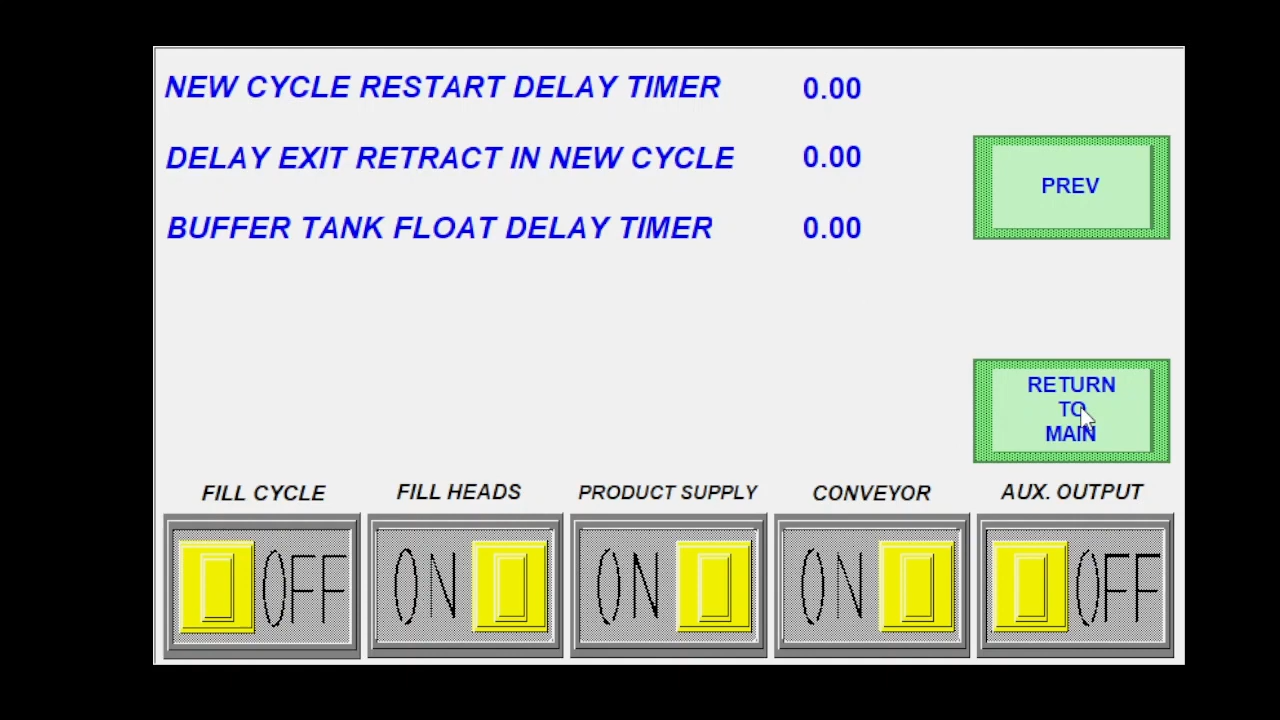 NEW CYCLE RESTART DELAY TIMER 0.00
DELAY EXIT RETRACT IN NEW CYCLE 0.00
PREV
BUFFER TANK FLOAT DELAY TIMER 0.00
RETURN
TO
MAIN
FILL CYCLE FILL HEADS PRODUCT SUPPLY CONVEYOR AUX. OUTPUT
OFF ON ON ON OFF